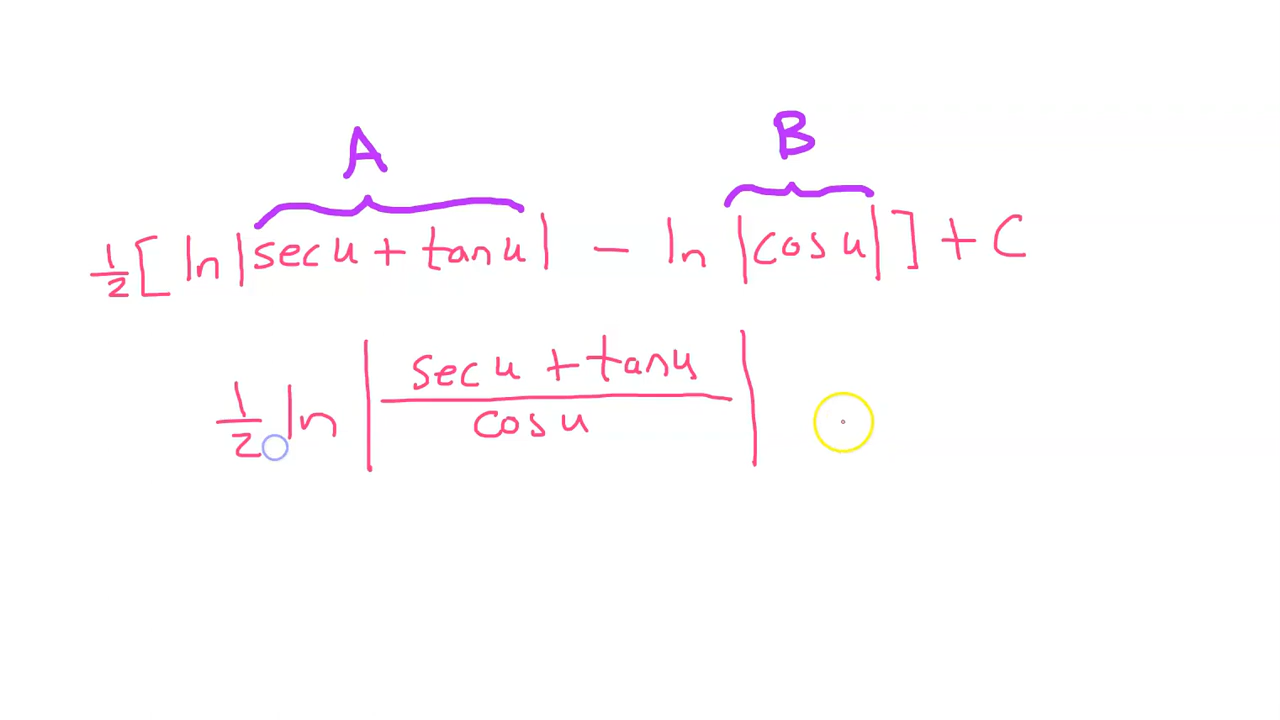 A B
1/2 [ ln |sec u + tan u| − ln |cos u| ] + C
1/2 ln | (sec u + tan u) / (cos u) |